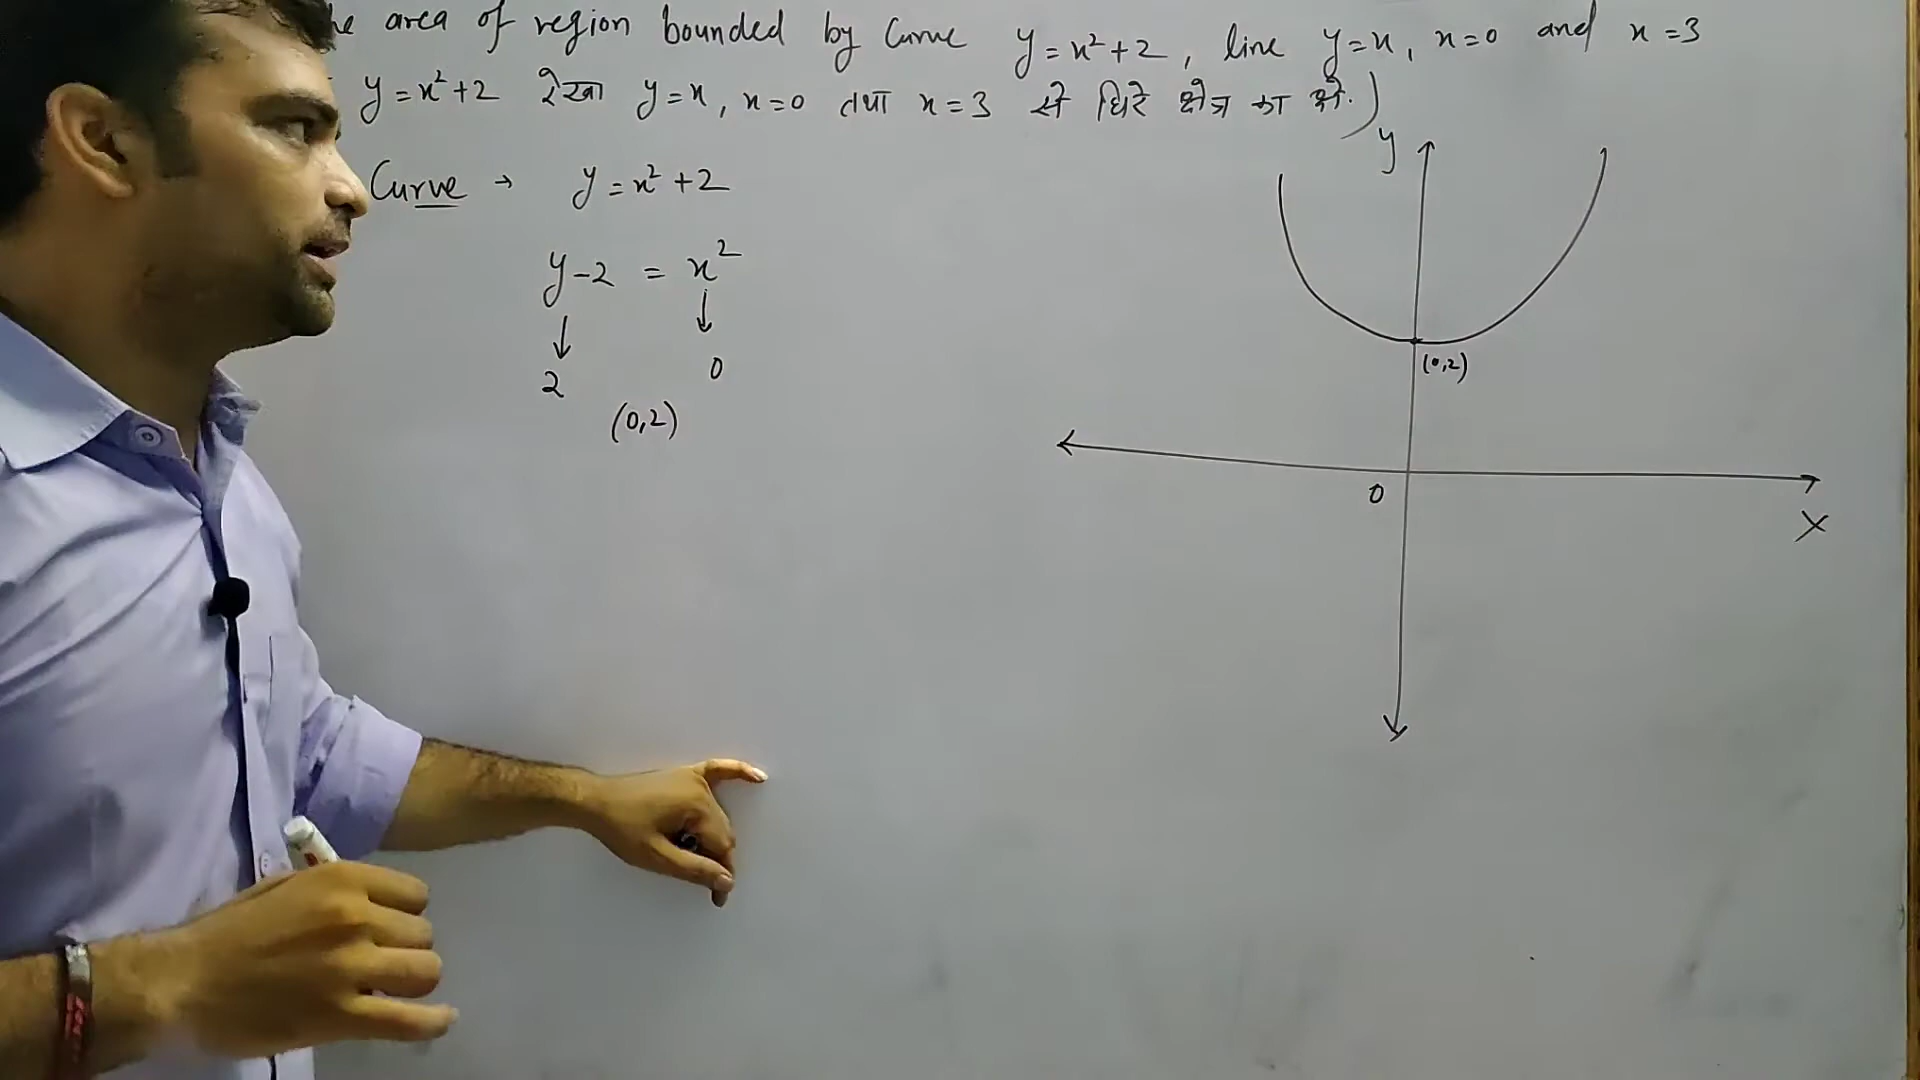 he area of region bounded by Curve y = x² + 2 , line y = x , x = 0 and x = 3
y = x² + 2 रेखा y = x , x = 0 तथा x = 3 से घिरे क्षेत्र का क्षे. )
Curve → y = x² + 2
y - 2 = x²
↓ ↓
2 0
(0,2)
y
(0,2)
0
X